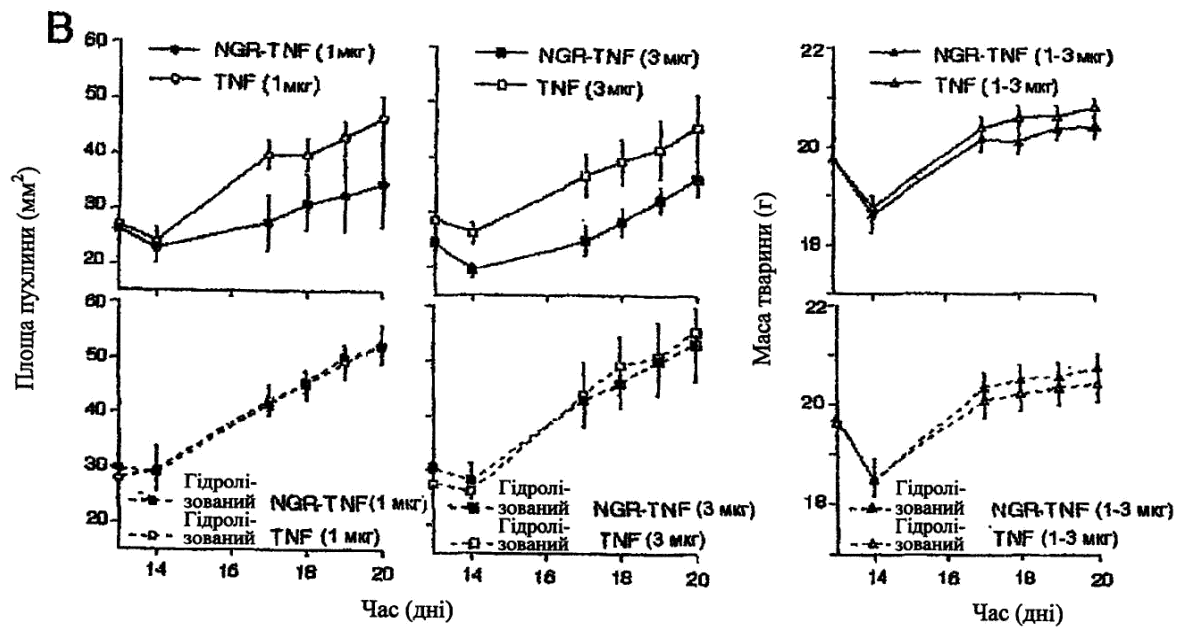 B
60
50
40
30
20
NGR-TNF (1мкг)
TNF (1мкг)
NGR-TNF (3мкг)
TNF (3мкг)
22
20
18
NGR-TNF (1-3 мкг)
TNF (1-3 мкг)
Площа пухлини (мм²)
Маса тварини (г)
60
50
40
30
20
Гідролі-
зований NGR-TNF (1 мкг)
Гідролі-
зований TNF (1 мкг)
Гідролі-
зований NGR-TNF (3 мкг)
Гідролі-
зований TNF (3 мкг)
22
20
18
Гідролі-
зований NGR-TNF (1-3 мкг)
Гідролі-
зований TNF (1-3 мкг)
14 16 18 20
14 16 18 20
14 16 18 20
Час (дні)
Час (дні)